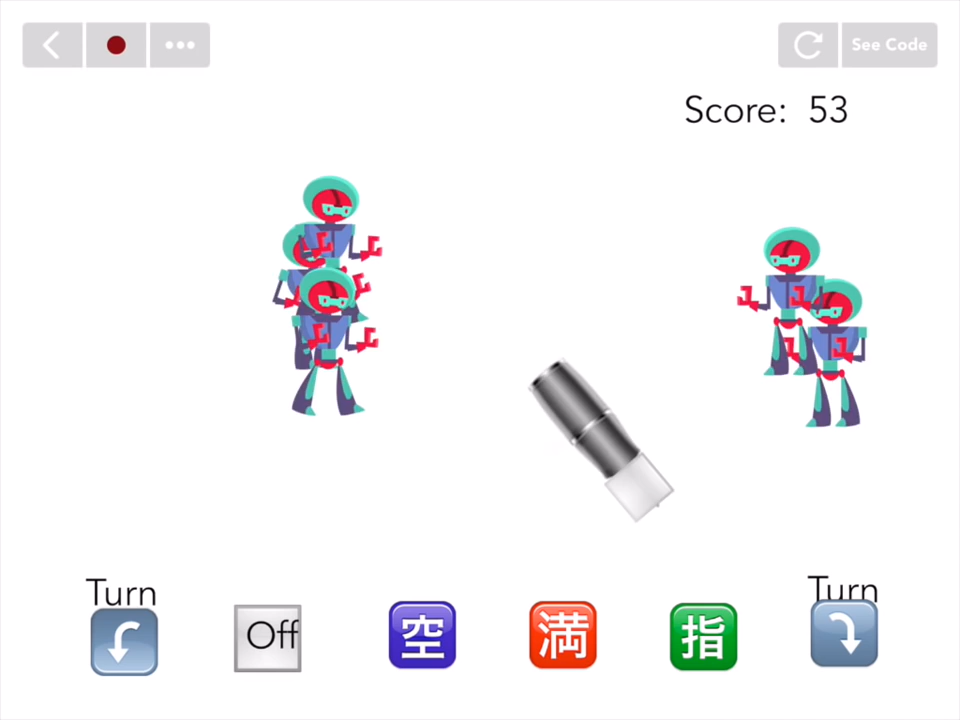 See Code
Score: 53
Turn
Turn
Off
空
満
指